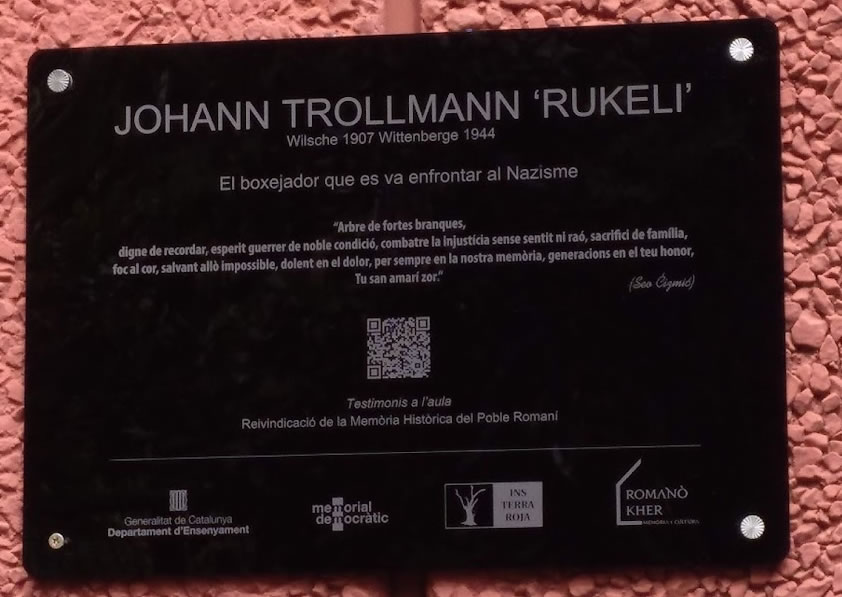 JOHANN TROLLMANN ‘RUKELI’
Wilsche 1907 Wittenberge 1944
El boxejador que es va enfrontar al Nazisme
“Arbre de fortes branques,
digne de recordar, esperit guerrer de noble condició, combatre la injustícia sense sentit ni raó, sacrifici de família,
foc al cor, salvant allò impossible, dolent en el dolor, per sempre en la nostra memòria, generacions en el teu honor,
Tu san amarí zor.”
(Seo Čizmić)
Testimonis a l’aula
Reivindicació de la Memòria Històrica del Poble Romaní
Generalitat de Catalunya
Departament d’Ensenyament
memorial
democràtic
INS
TERRA
ROJA
ROMANÒ
KHER
MEMÒRIA Y CULTURA